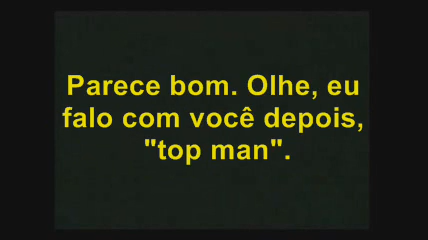 Parece bom. Olhe, eu
falo com você depois,
"top man".